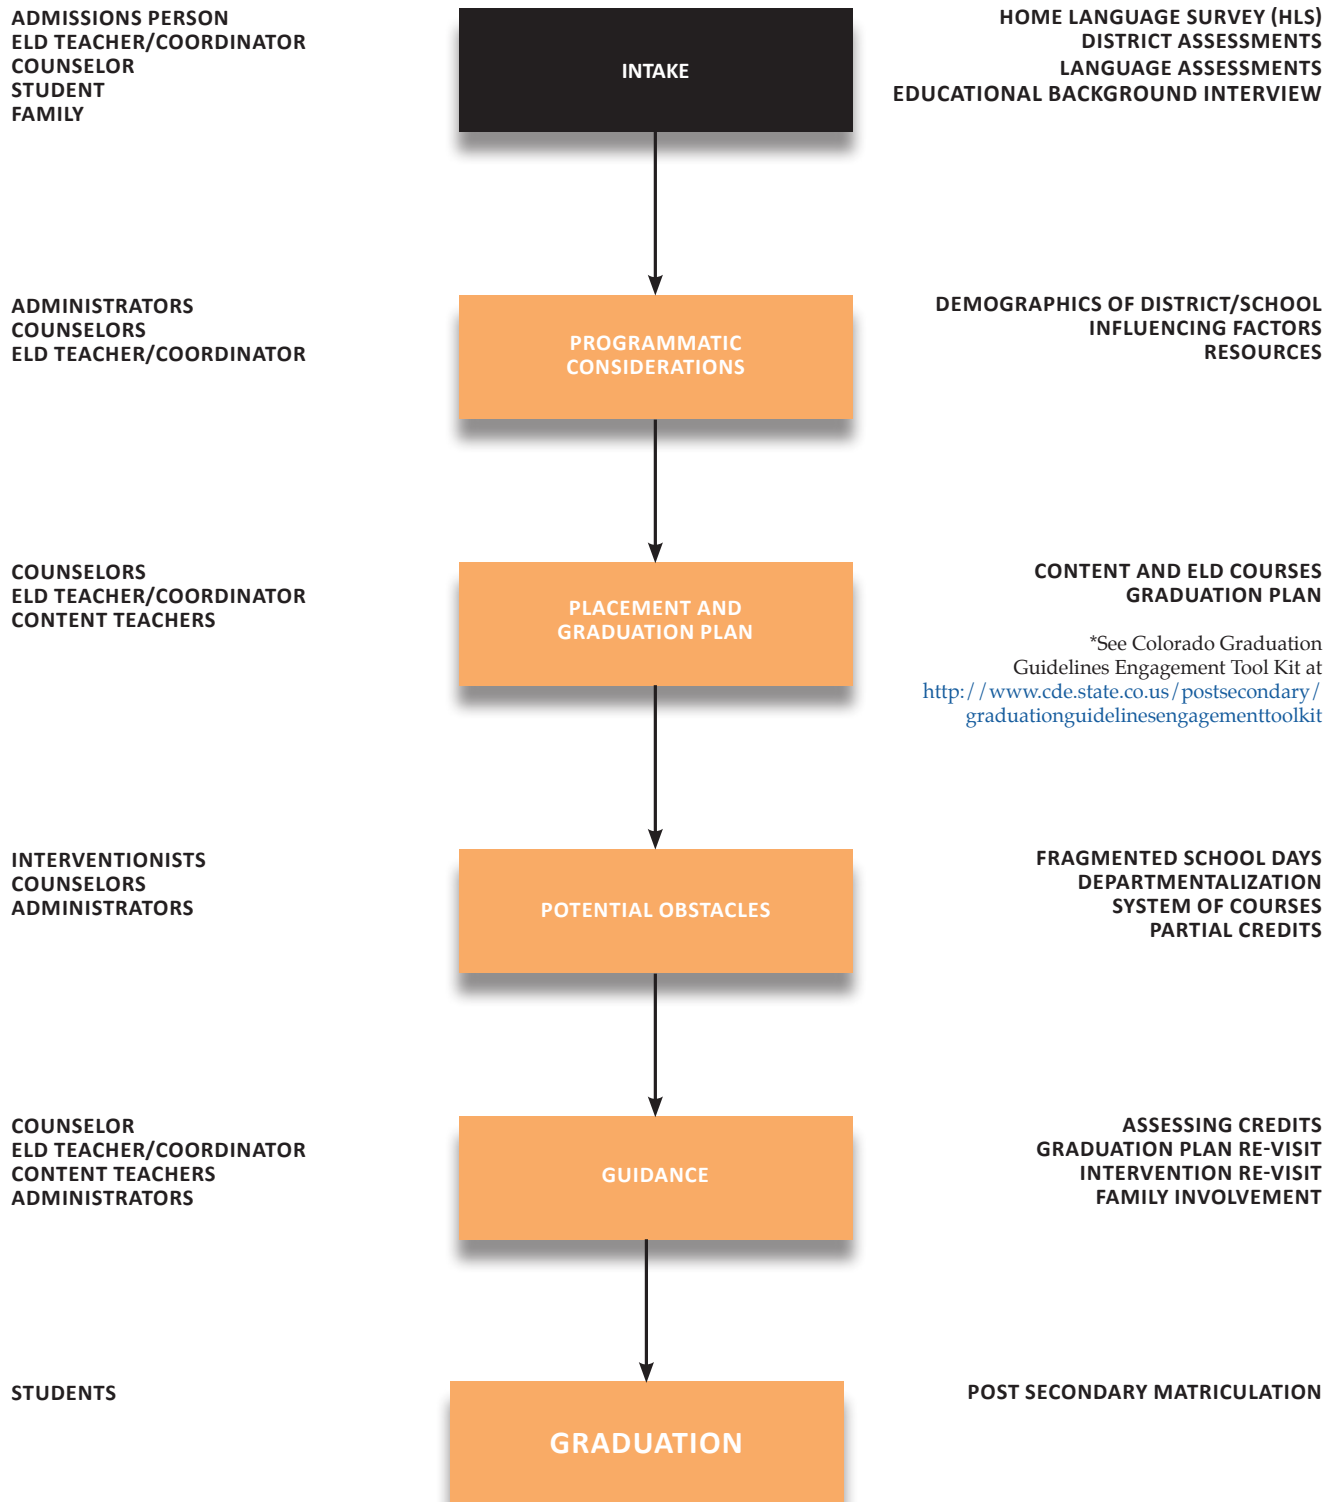 ADMISSIONS PERSON
ELD TEACHER/COORDINATOR
COUNSELOR
STUDENT
FAMILY
INTAKE
HOME LANGUAGE SURVEY (HLS)
DISTRICT ASSESSMENTS
LANGUAGE ASSESSMENTS
EDUCATIONAL BACKGROUND INTERVIEW
ADMINISTRATORS
COUNSELORS
ELD TEACHER/COORDINATOR
PROGRAMMATIC
CONSIDERATIONS
DEMOGRAPHICS OF DISTRICT/SCHOOL
INFLUENCING FACTORS
RESOURCES
COUNSELORS
ELD TEACHER/COORDINATOR
CONTENT TEACHERS
PLACEMENT AND
GRADUATION PLAN
CONTENT AND ELD COURSES
GRADUATION PLAN
*See Colorado Graduation
Guidelines Engagement Tool Kit at
http://www.cde.state.co.us/postsecondary/
graduationguidelinesengagementtoolkit
INTERVENTIONISTS
COUNSELORS
ADMINISTRATORS
POTENTIAL OBSTACLES
FRAGMENTED SCHOOL DAYS
DEPARTMENTALIZATION
SYSTEM OF COURSES
PARTIAL CREDITS
COUNSELOR
ELD TEACHER/COORDINATOR
CONTENT TEACHERS
ADMINISTRATORS
GUIDANCE
ASSESSING CREDITS
GRADUATION PLAN RE-VISIT
INTERVENTION RE-VISIT
FAMILY INVOLVEMENT
STUDENTS
GRADUATION
POST SECONDARY MATRICULATION